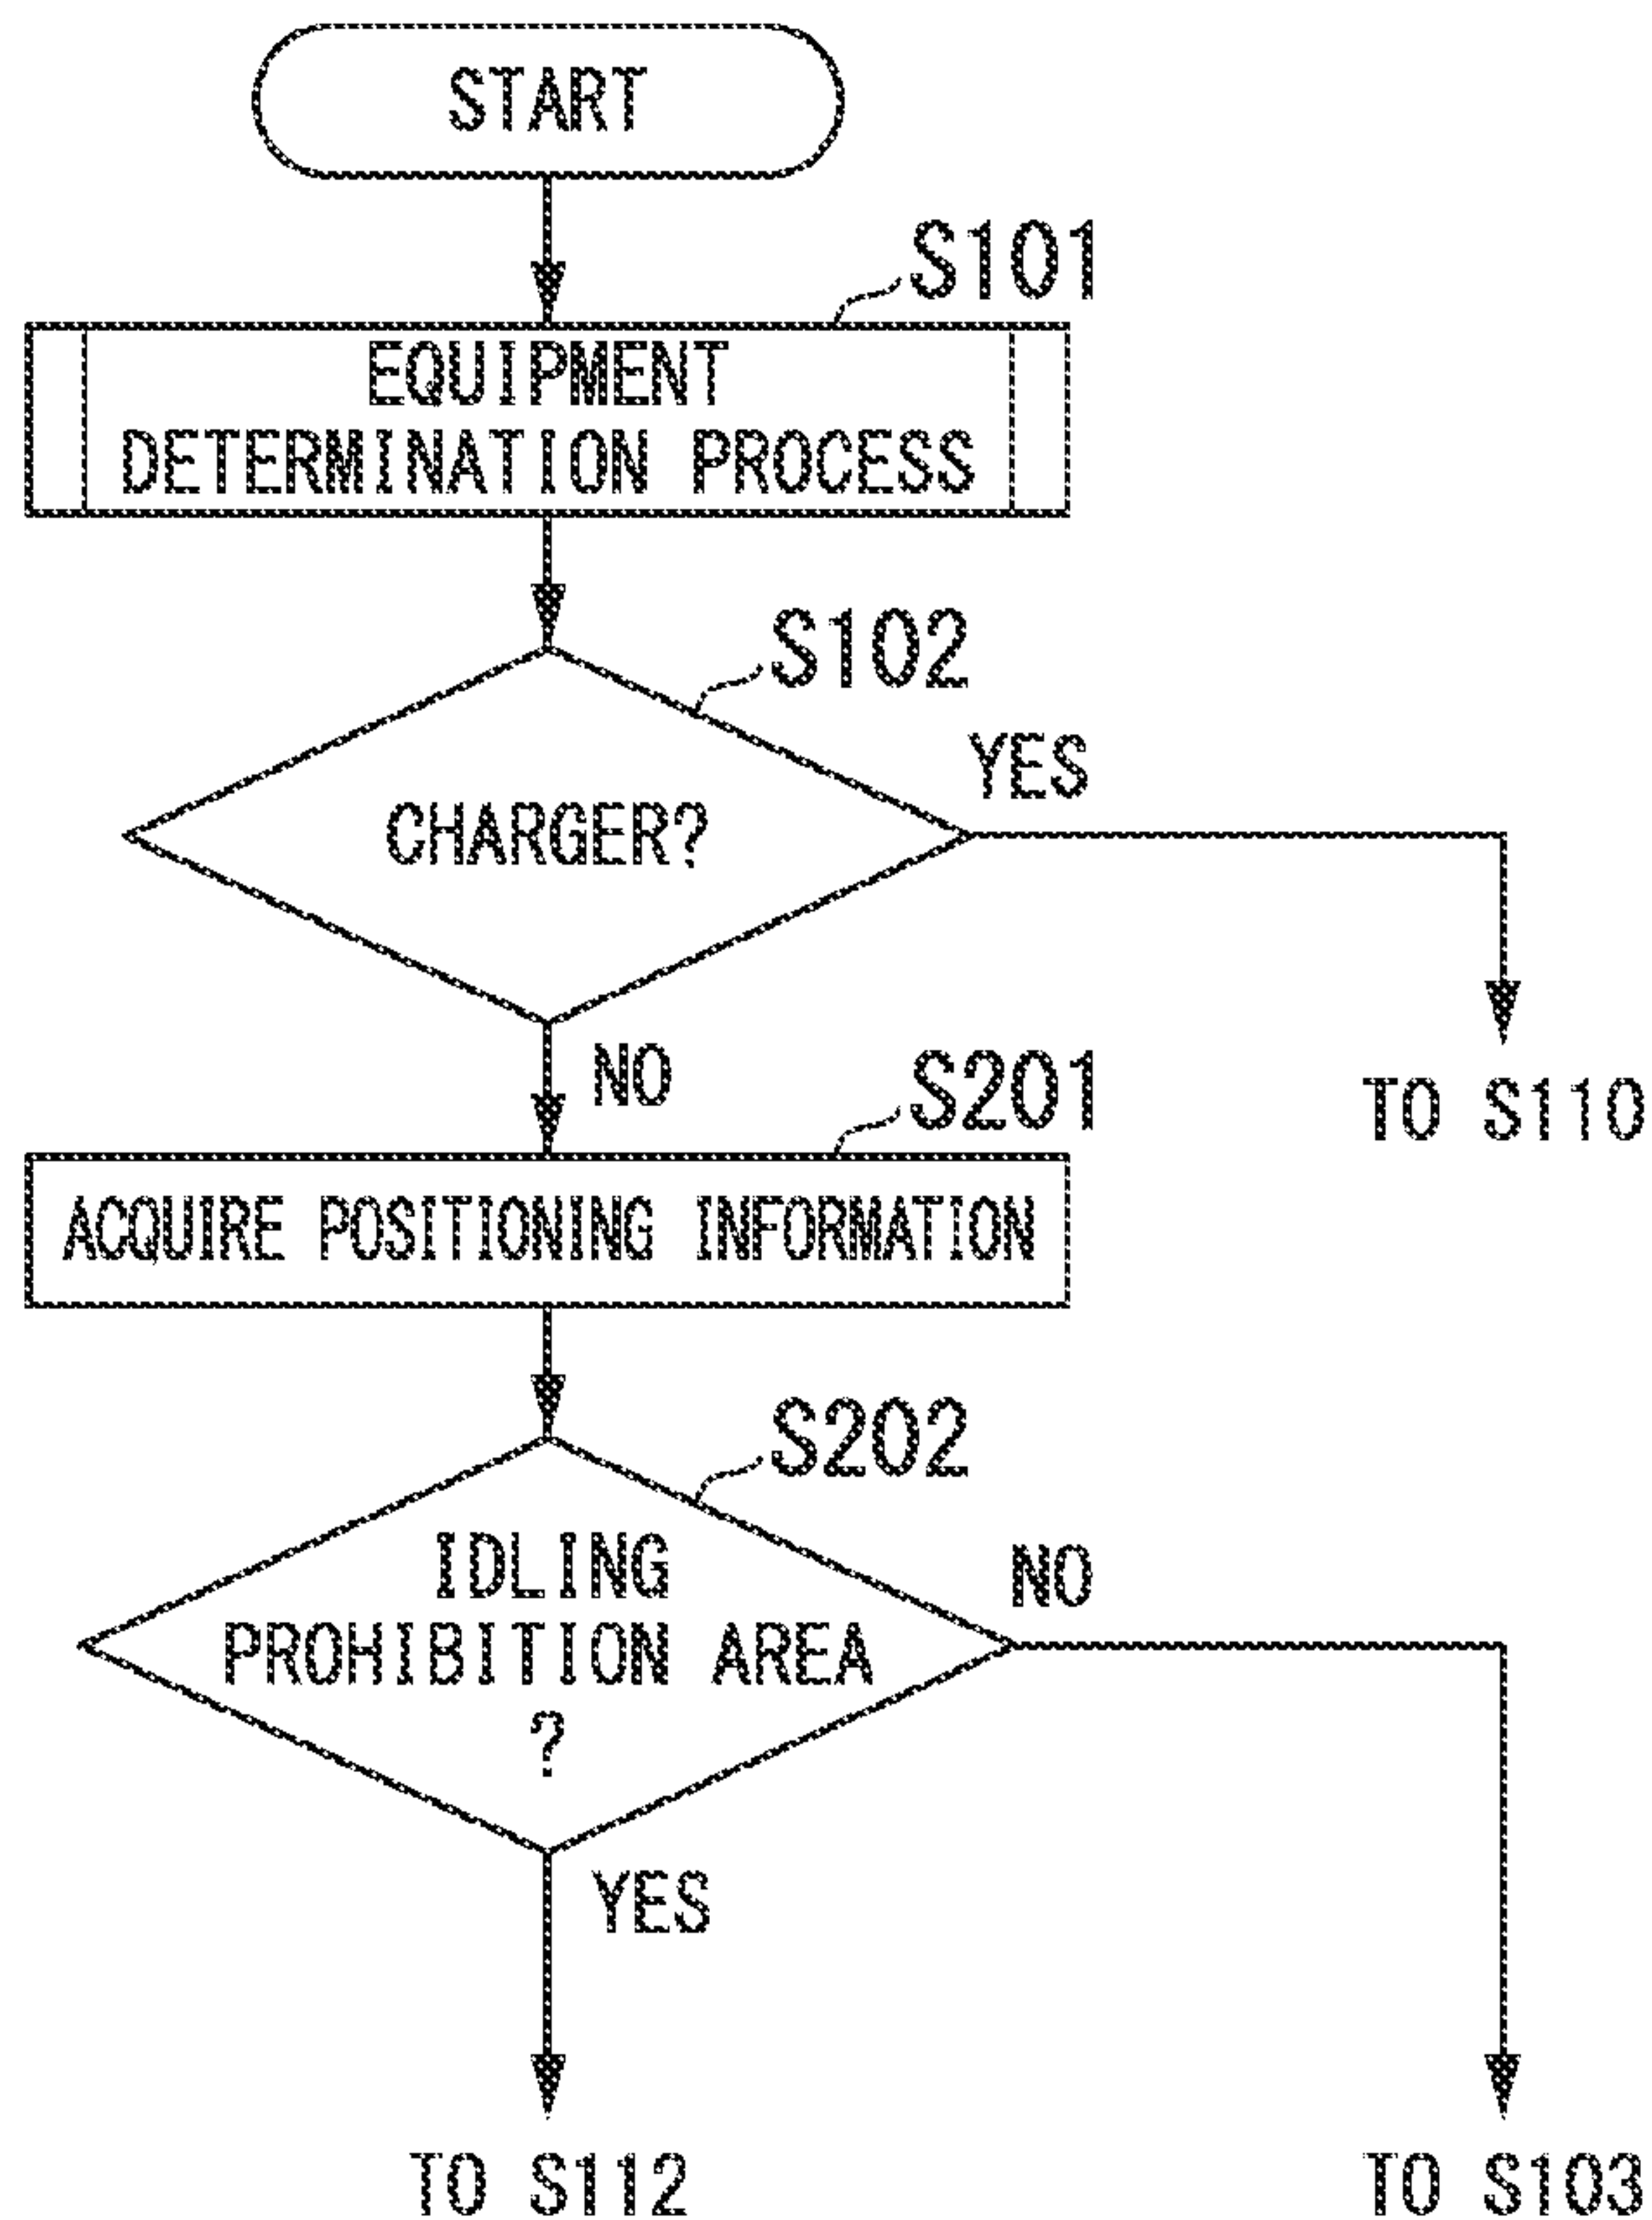 START
S101
EQUIPMENT
DETERMINATION PROCESS
S102
CHARGER?
YES
NO
TO S110
S201
ACQUIRE POSITIONING INFORMATION
S202
IDLING
PROHIBITION AREA
?
NO
YES
TO S112
TO S103